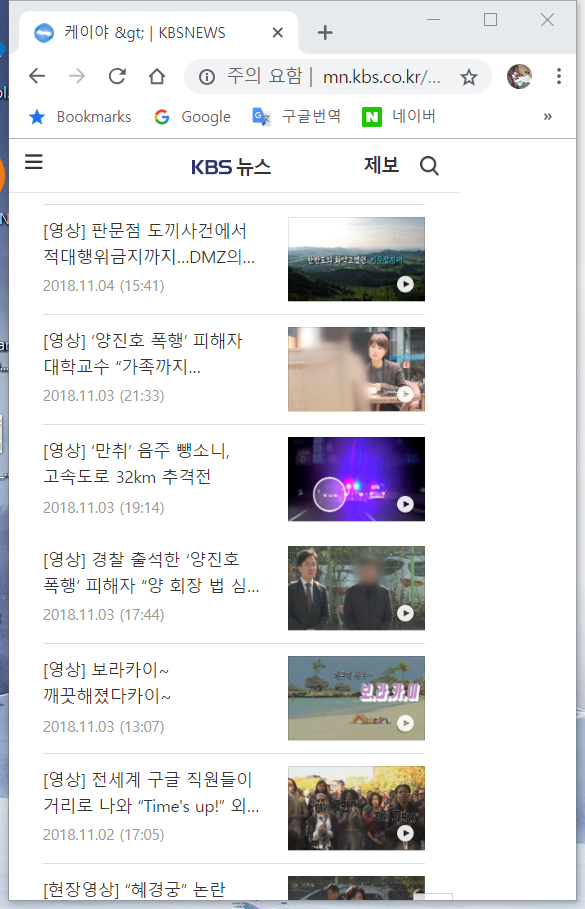 케이야 &gt; | KBSNEWS
주의 요함 | mn.kbs.co.kr/...
Bookmarks Google 구글번역 네이버 »
KBS 뉴스 제보
[영상] 판문점 도끼사건에서
적대행위금지까지…DMZ의…
2018.11.04 (15:41)
[영상] ‘양진호 폭행’ 피해자
대학교수 “가족까지…
2018.11.03 (21:33)
[영상] ‘만취’ 음주 뺑소니,
고속도로 32km 추격전
2018.11.03 (19:14)
[영상] 경찰 출석한 ‘양진호
폭행’ 피해자 “양 회장 법 심…
2018.11.03 (17:44)
[영상] 보라카이~
깨끗해졌다카이~
2018.11.03 (13:07)
보.라.카.이
[영상] 전세계 구글 직원들이
거리로 나와 “Time's up!” 외…
2018.11.02 (17:05)
[현장영상] “혜경궁” 논란